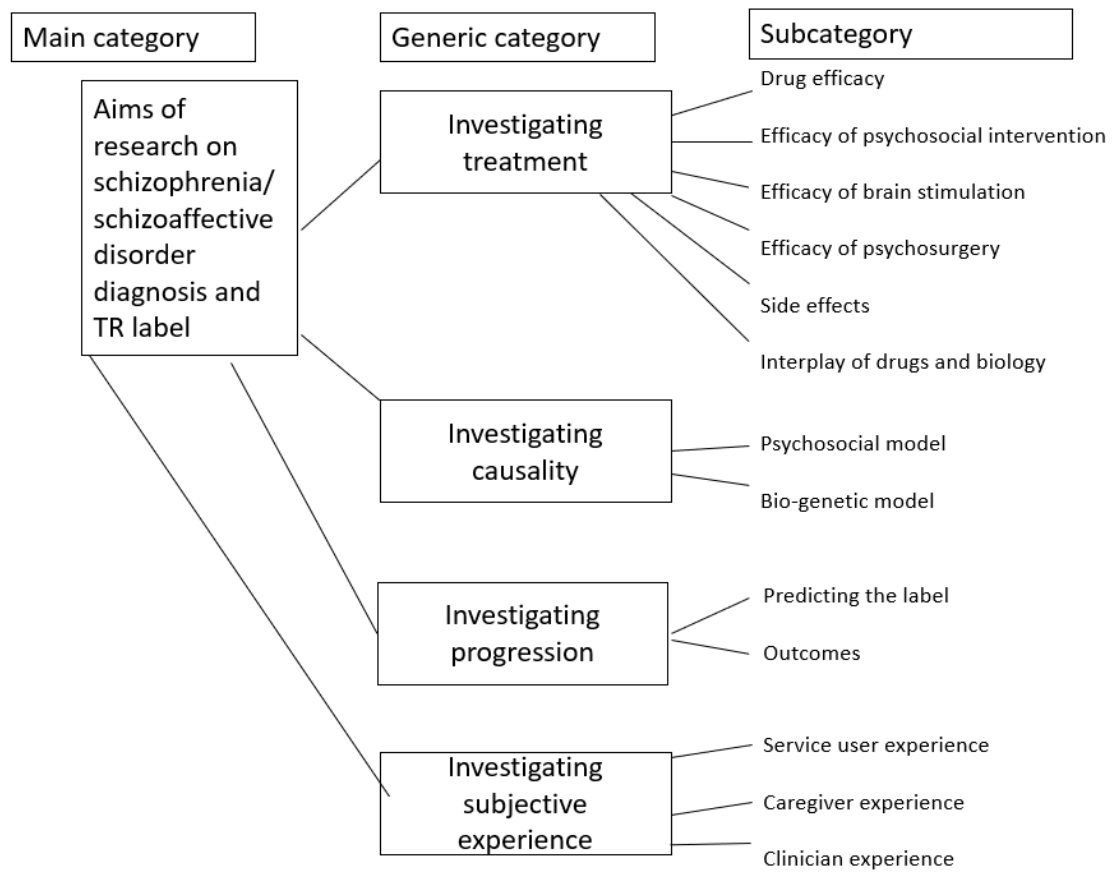 Main category
Generic category
Subcategory
Aims of
research on
schizophrenia/
schizoaffective
disorder
diagnosis and
TR label
Investigating
treatment
Drug efficacy
Efficacy of psychosocial intervention
Efficacy of brain stimulation
Efficacy of psychosurgery
Side effects
Interplay of drugs and biology
Investigating
causality
Psychosocial model
Bio-genetic model
Investigating
progression
Predicting the label
Outcomes
Investigating
subjective
experience
Service user experience
Caregiver experience
Clinician experience